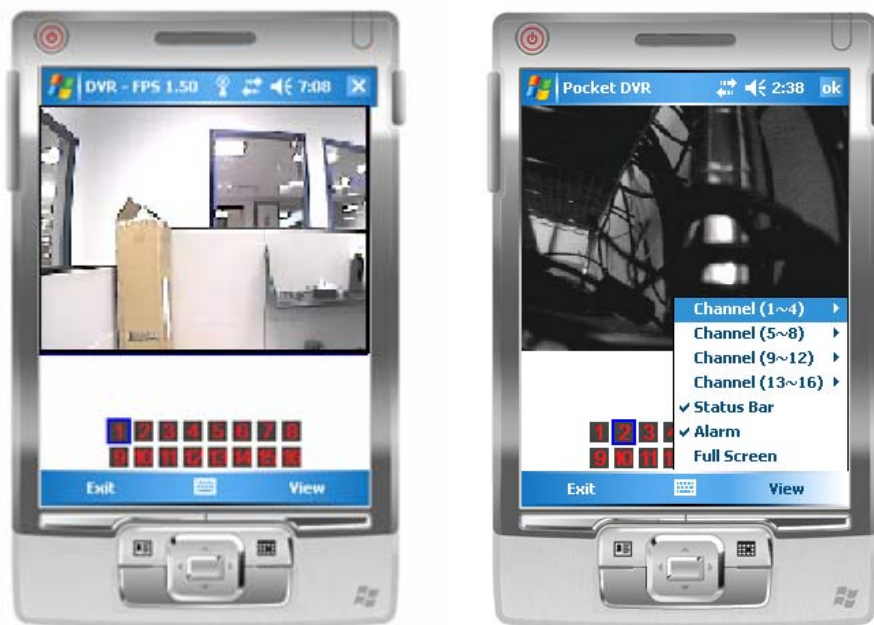 DVR - FPS 1.50 7:08
1 2 3 4 5 6 7 8
9 10 11 12 13 14 15 16
Exit View
Pocket DVR 2:38 ok
Channel (1~4)
Channel (5~8)
Channel (9~12)
Channel (13~16)
Status Bar
Alarm
Full Screen
1 2 3 4
9 10 11
Exit View